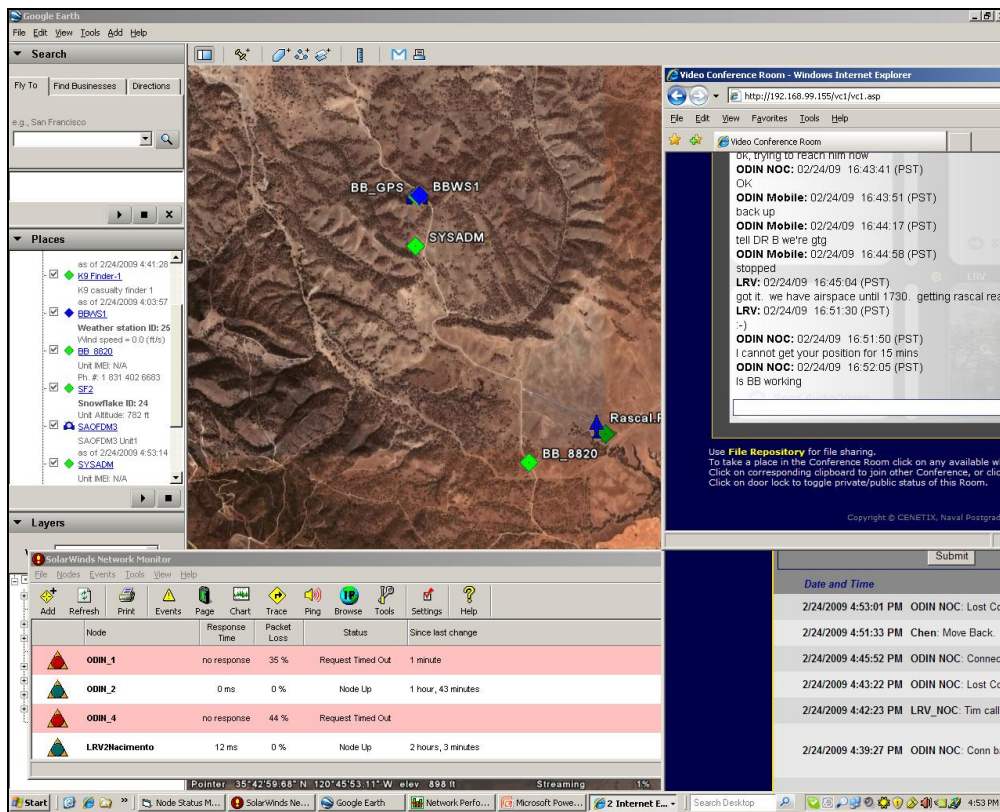 Google Earth
File Edit View Tools Add Help
Search
Fly To Find Businesses Directions
e.g., San Francisco
Places
as of 2/24/2009 4:41:28
K9 Finder-1
K9 casualty finder 1
as of 2/24/2009 4:03:57
BBWS1
Weather station ID: 25
Wind speed = 0.0 (ft/s)
BB_8820
Unit IMEI: N/A
Ph. #: 1 831 402 6683
SF2
Snowflake ID: 24
Unit Altitude: 782 ft
SAOFDM3
SAOFDM3 Unit1
as of 2/24/2009 4:53:14
SYSADM
Unit IMEI: N/A
Layers
BB_GPS BBWS1
SYSADM
Rascal.
BB_8820
Pointer 35°42'59.68" N 120°45'53.11" W elev 898 ft Streaming 1%
Video Conference Room - Windows Internet Explorer
http://192.168.99.155/vc1/vc1.asp
File Edit View Favorites Tools Help
Video Conference Room
ok, trying to reach him now
ODIN NOC: 02/24/09 16:43:41 (PST)
OK
ODIN Mobile: 02/24/09 16:43:51 (PST)
back up
ODIN Mobile: 02/24/09 16:44:17 (PST)
tell DR B we're gtg
ODIN Mobile: 02/24/09 16:44:58 (PST)
stopped
LRV: 02/24/09 16:45:04 (PST)
got it. we have airspace until 1730. getting rascal rea
LRV: 02/24/09 16:51:30 (PST)
:-)
ODIN NOC: 02/24/09 16:51:50 (PST)
I cannot get your position for 15 mins
ODIN NOC: 02/24/09 16:52:05 (PST)
Is BB working
Use File Repository for file sharing.
To take a place in the Conference Room click on any available w
Click on corresponding clipboard to join other Conference, or clic
Click on door lock to toggle private/public status of this Room.
Copyright © CENETIX, Naval Postgrad
Submit
Date and Time
2/24/2009 4:53:01 PM ODIN NOC: Lost Co
2/24/2009 4:51:33 PM Chen: Move Back.
2/24/2009 4:45:52 PM ODIN NOC: Connec
2/24/2009 4:43:22 PM ODIN NOC: Lost Co
2/24/2009 4:42:23 PM LRV_NOC: Tim call
2/24/2009 4:39:27 PM ODIN NOC: Conn b
SolarWinds Network Monitor
File Nodes Events Tools View Help
Add Refresh Print Events Page Chart Trace Ping Browse Tools Settings Help
Node Response Time Packet Loss Status Since last change
ODIN_1 no response 35 % Request Timed Out 1 minute
ODIN_2 0 ms 0 % Node Up 1 hour, 43 minutes
ODIN_4 no response 44 % Request Timed Out
LRV2Nacimento 12 ms 0 % Node Up 2 hours, 3 minutes
Start Node Status M... SolarWinds Ne... Google Earth Network Perfo... Microsoft Powe... 2 Internet E... Search Desktop 4:53 PM